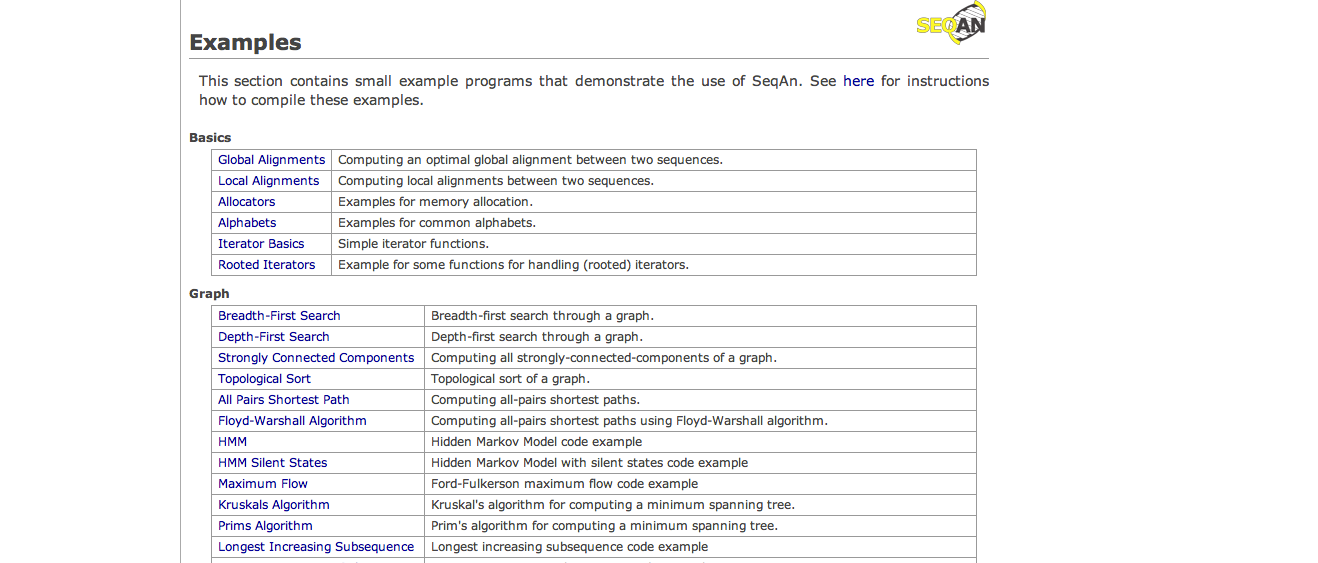 SEQAN
Examples
This section contains small example programs that demonstrate the use of SeqAn. See here for instructions
how to compile these examples.
Basics
Global Alignments Computing an optimal global alignment between two sequences.
Local Alignments Computing local alignments between two sequences.
Allocators Examples for memory allocation.
Alphabets Examples for common alphabets.
Iterator Basics Simple iterator functions.
Rooted Iterators Example for some functions for handling (rooted) iterators.
Graph
Breadth-First Search Breadth-first search through a graph.
Depth-First Search Depth-first search through a graph.
Strongly Connected Components Computing all strongly-connected-components of a graph.
Topological Sort Topological sort of a graph.
All Pairs Shortest Path Computing all-pairs shortest paths.
Floyd-Warshall Algorithm Computing all-pairs shortest paths using Floyd-Warshall algorithm.
HMM Hidden Markov Model code example
HMM Silent States Hidden Markov Model with silent states code example
Maximum Flow Ford-Fulkerson maximum flow code example
Kruskals Algorithm Kruskal's algorithm for computing a minimum spanning tree.
Prims Algorithm Prim's algorithm for computing a minimum spanning tree.
Longest Increasing Subsequence Longest increasing subsequence code example